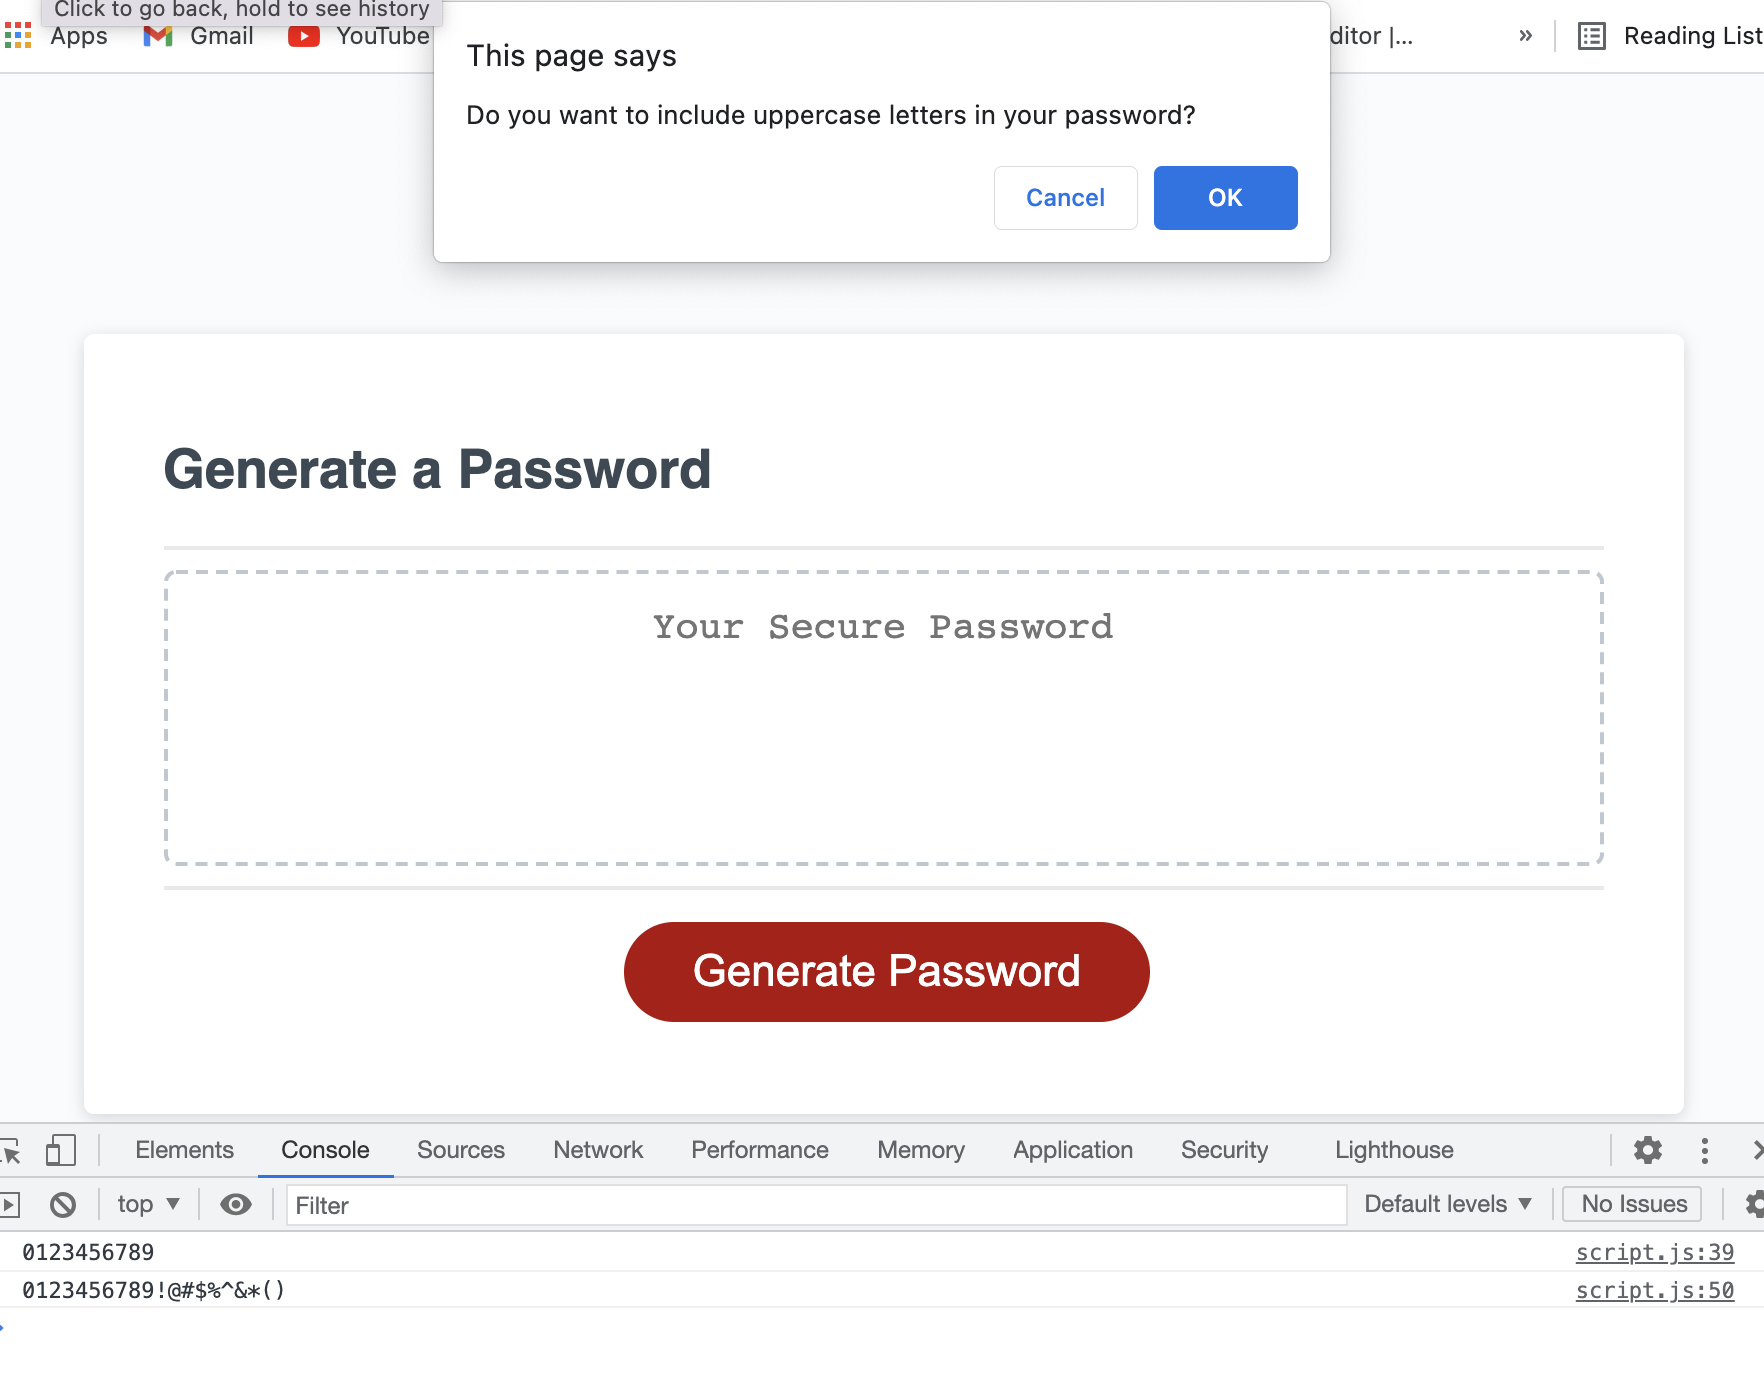 Click to go back, hold to see history
Apps Gmail YouTube ditor |... » Reading List
This page says
Do you want to include uppercase letters in your password?
Cancel OK
Generate a Password
Your Secure Password
Generate Password
Elements Console Sources Network Performance Memory Application Security Lighthouse
top Filter Default levels No Issues
0123456789 script.js:39
0123456789!@#$%^&*() script.js:50